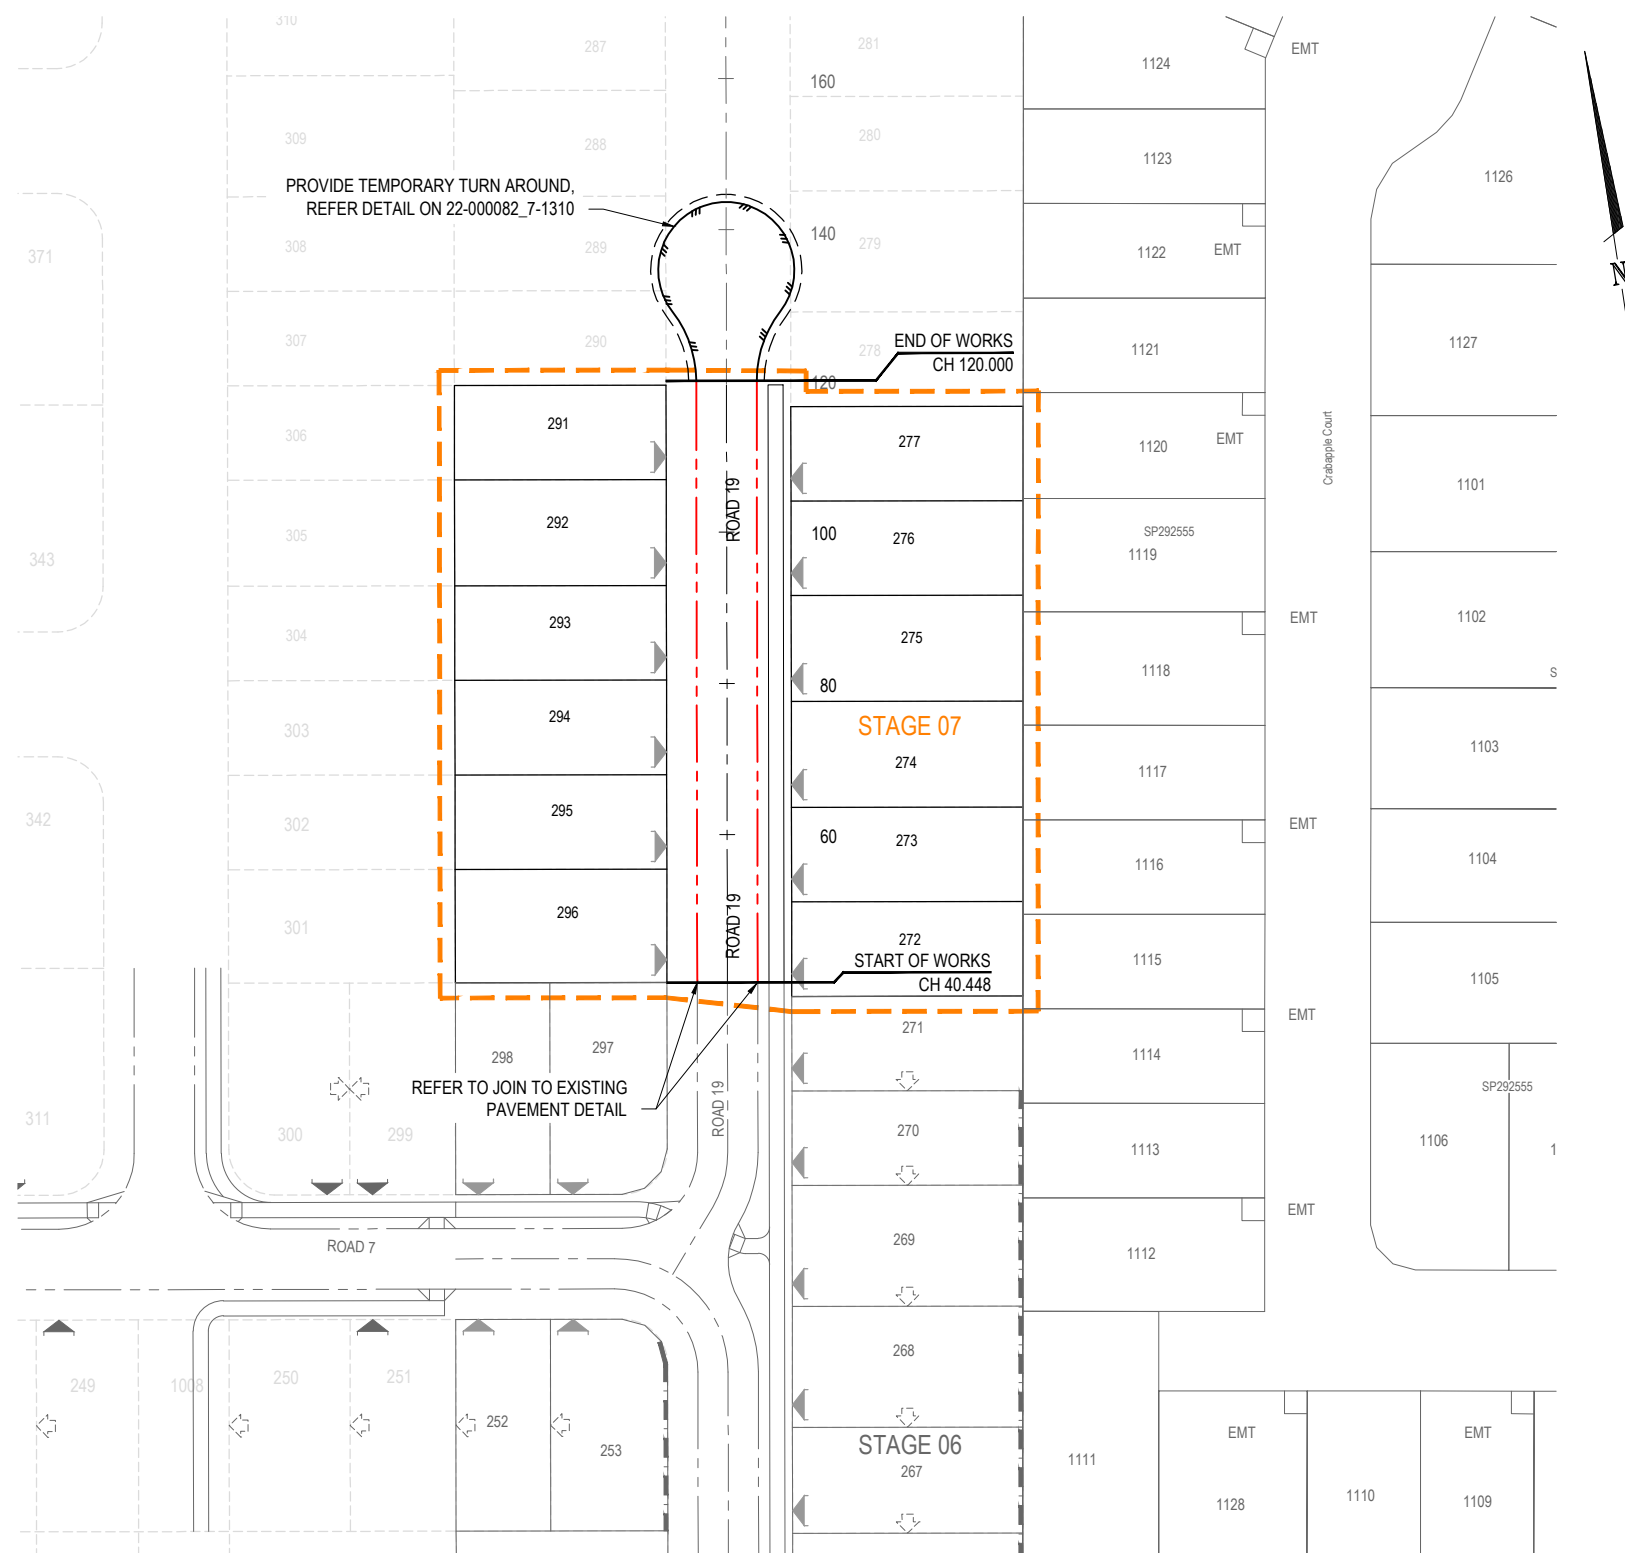 310
287
281
160
1124
EMT
309
288
280
1123
1126
PROVIDE TEMPORARY TURN AROUND,
REFER DETAIL ON 22-000082_7-1310
371
308
289
140
279
1122
EMT
N
307
290
278
END OF WORKS
CH 120.000
120
1121
1127
306
291
277
1120
EMT
Crabapple Court
1101
ROAD 19
305
292
100
276
SP292555
1119
343
304
293
275
EMT
1102
80
1118
S
303
294
STAGE 07
274
1117
1103
342
302
295
60
273
1116
EMT
1104
301
296
ROAD 19
272
START OF WORKS
CH 40.448
1115
1105
298
297
271
1114
EMT
REFER TO JOIN TO EXISTING
PAVEMENT DETAIL
ROAD 19
SP292555
311
300
299
270
1113
1106
1
ROAD 7
269
1112
EMT
249
1008
250
251
268
252
253
STAGE 06
267
1111
EMT
EMT
1128
1110
1109